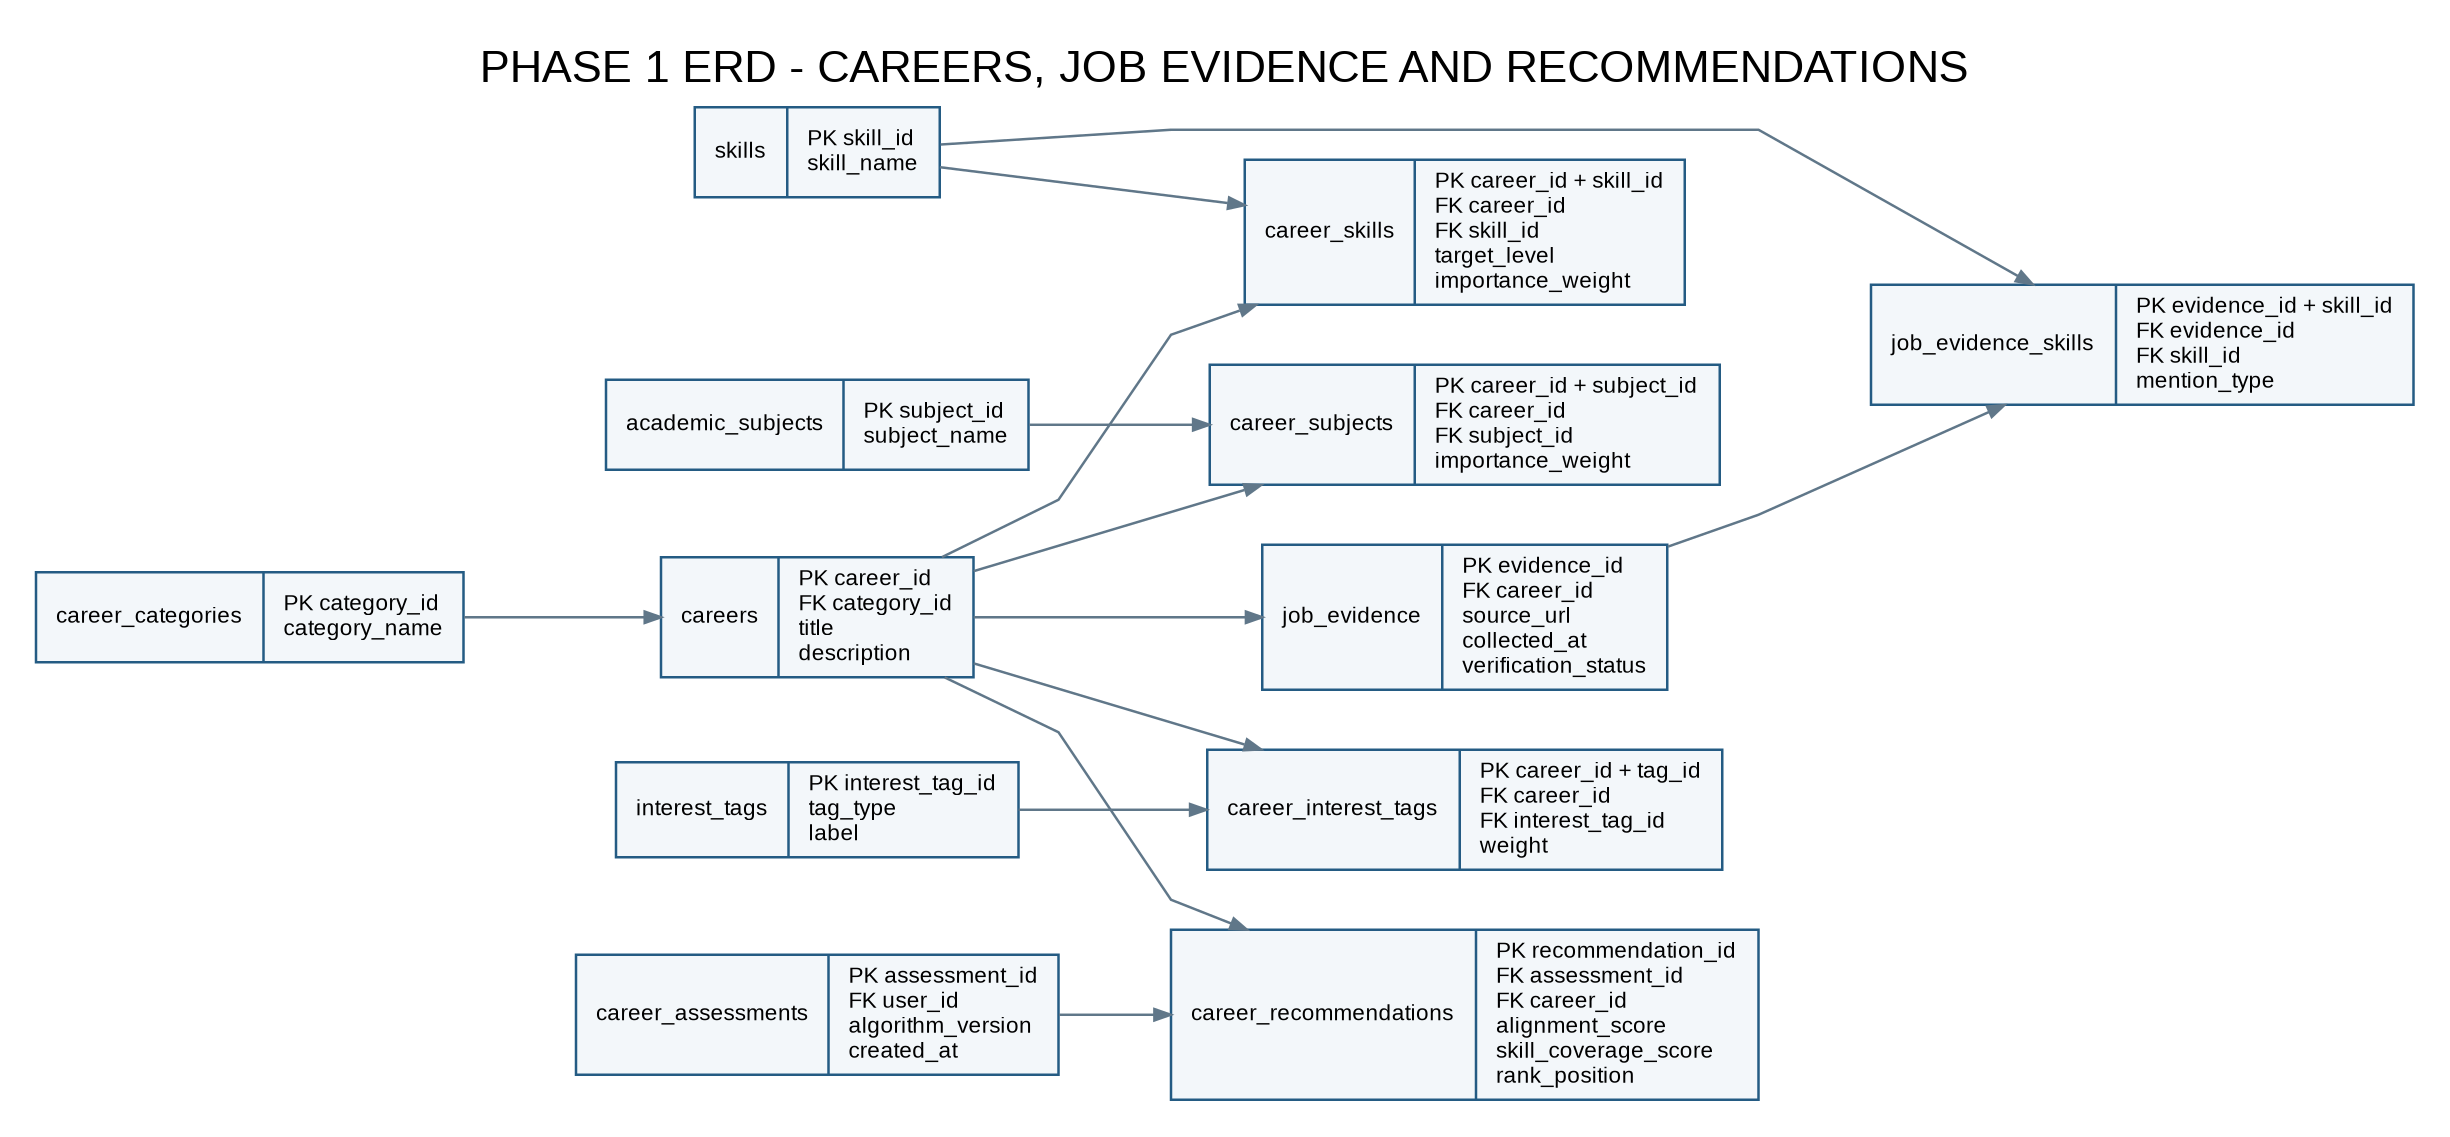 PHASE 1 ERD - CAREERS, JOB EVIDENCE AND RECOMMENDATIONS
skills
PK skill_id
skill_name
career_skills
PK career_id + skill_id
FK career_id
FK skill_id
target_level
importance_weight
job_evidence_skills
PK evidence_id + skill_id
FK evidence_id
FK skill_id
mention_type
academic_subjects
PK subject_id
subject_name
career_subjects
PK career_id + subject_id
FK career_id
FK subject_id
importance_weight
career_categories
PK category_id
category_name
careers
PK career_id
FK category_id
title
description
job_evidence
PK evidence_id
FK career_id
source_url
collected_at
verification_status
interest_tags
PK interest_tag_id
tag_type
label
career_interest_tags
PK career_id + tag_id
FK career_id
FK interest_tag_id
weight
career_assessments
PK assessment_id
FK user_id
algorithm_version
created_at
career_recommendations
PK recommendation_id
FK assessment_id
FK career_id
alignment_score
skill_coverage_score
rank_position